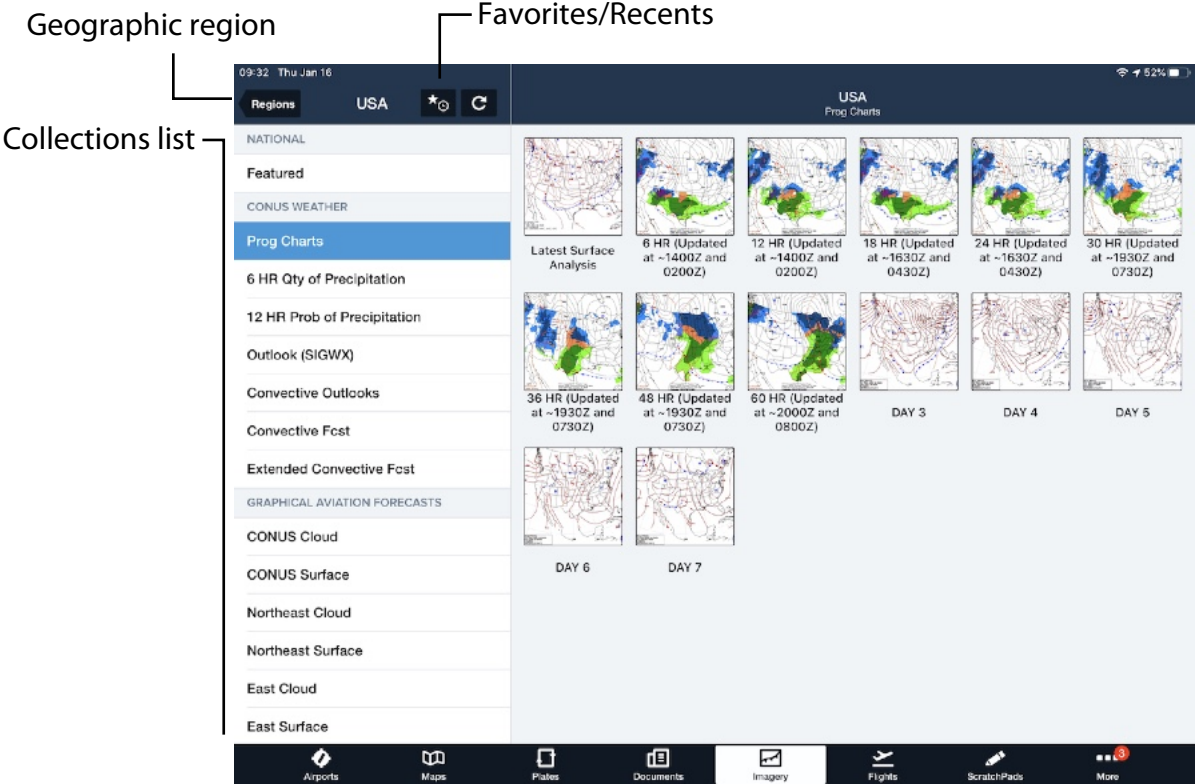 Favorites/Recents
Geographic region
Collections list
09:32 Thu Jan 16
52%
Regions
USA
USA
Prog Charts
NATIONAL
Featured
CONUS WEATHER
Prog Charts
6 HR Qty of Precipitation
12 HR Prob of Precipitation
Outlook (SIGWX)
Convective Outlooks
Convective Fcst
Extended Convective Fcst
GRAPHICAL AVIATION FORECASTS
CONUS Cloud
CONUS Surface
Northeast Cloud
Northeast Surface
East Cloud
East Surface
Latest Surface
Analysis
6 HR (Updated
at ~1400Z and
0200Z)
12 HR (Updated
at ~1400Z and
0200Z)
18 HR (Updated
at ~1630Z and
0430Z)
24 HR (Updated
at ~1630Z and
0430Z)
30 HR (Updated
at ~1930Z and
0730Z)
36 HR (Updated
at ~1930Z and
0730Z)
48 HR (Updated
at ~1930Z and
0730Z)
60 HR (Updated
at ~2000Z and
0800Z)
DAY 3
DAY 4
DAY 5
DAY 6
DAY 7
Airports
Maps
Plates
Documents
Imagery
Flights
ScratchPads
3
More